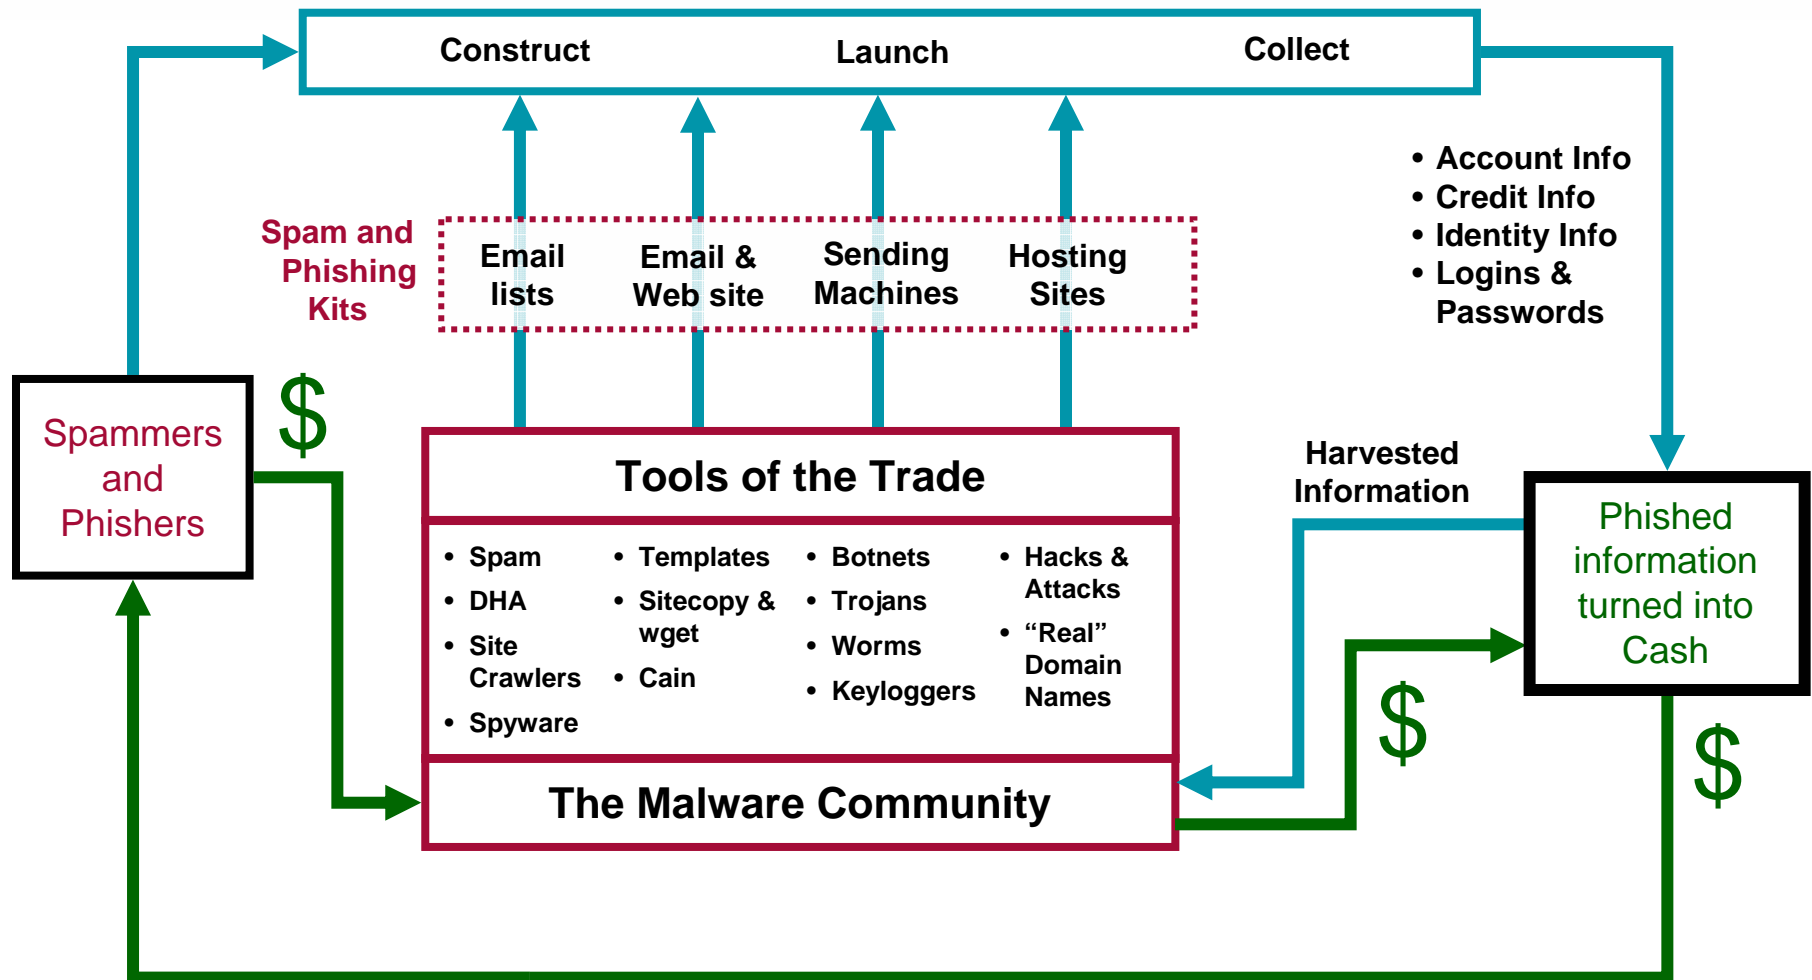 Construct
Launch
Collect
• Account Info
• Credit Info
• Identity Info
• Logins &
Passwords
Spam and
Phishing
Kits
Email
lists
Email &
Web site
Sending
Machines
Hosting
Sites
Spammers
and
Phishers
$
Tools of the Trade
• Spam
• DHA
• Site
Crawlers
• Spyware
• Templates
• Sitecopy &
wget
• Cain
• Botnets
• Trojans
• Worms
• Keyloggers
• Hacks &
Attacks
• “Real”
Domain
Names
The Malware Community
Harvested
Information
$
Phished
information
turned into
Cash
$